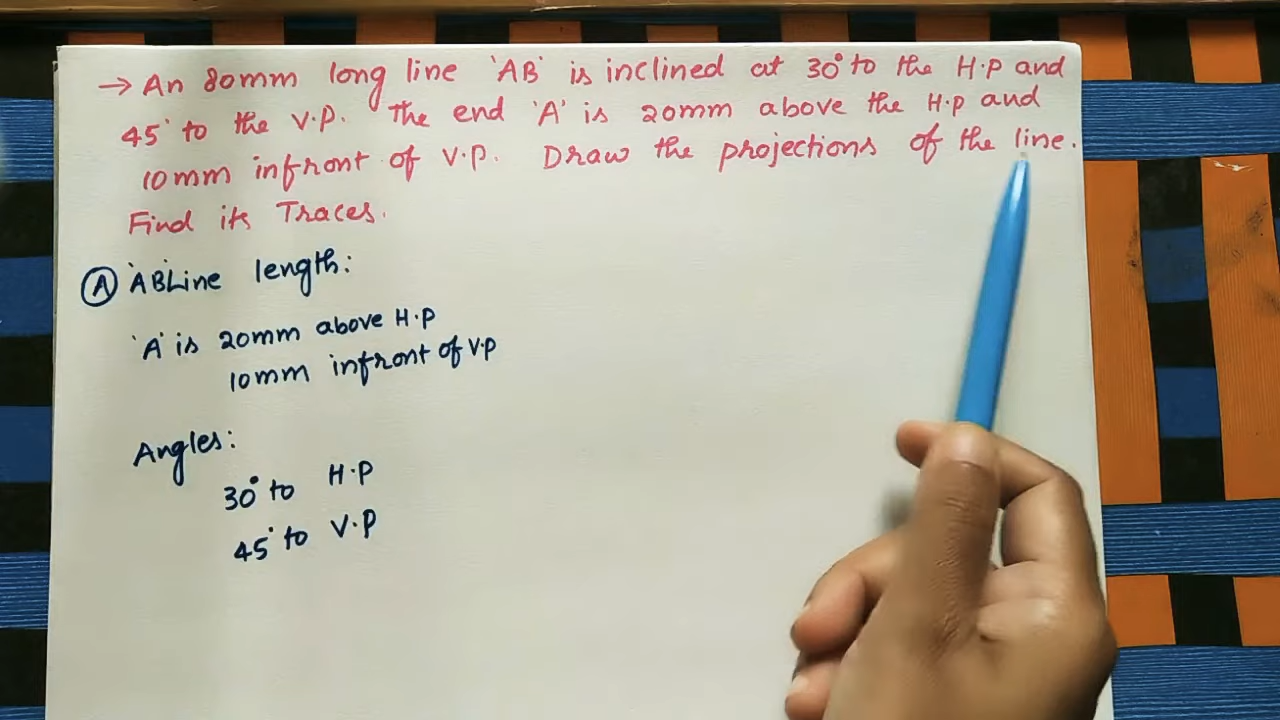 → An 80mm long line 'AB' is inclined at 30° to the H.P and
45° to the V.P. The end 'A' is 20mm above the H.P and
10mm infront of V.P. Draw the projections of the line.
Find its Traces.
Ⓐ 'AB' Line length:
'A' is 20mm above H.P
10mm infront of V.P
Angles:
30° to H.P
45° to V.P